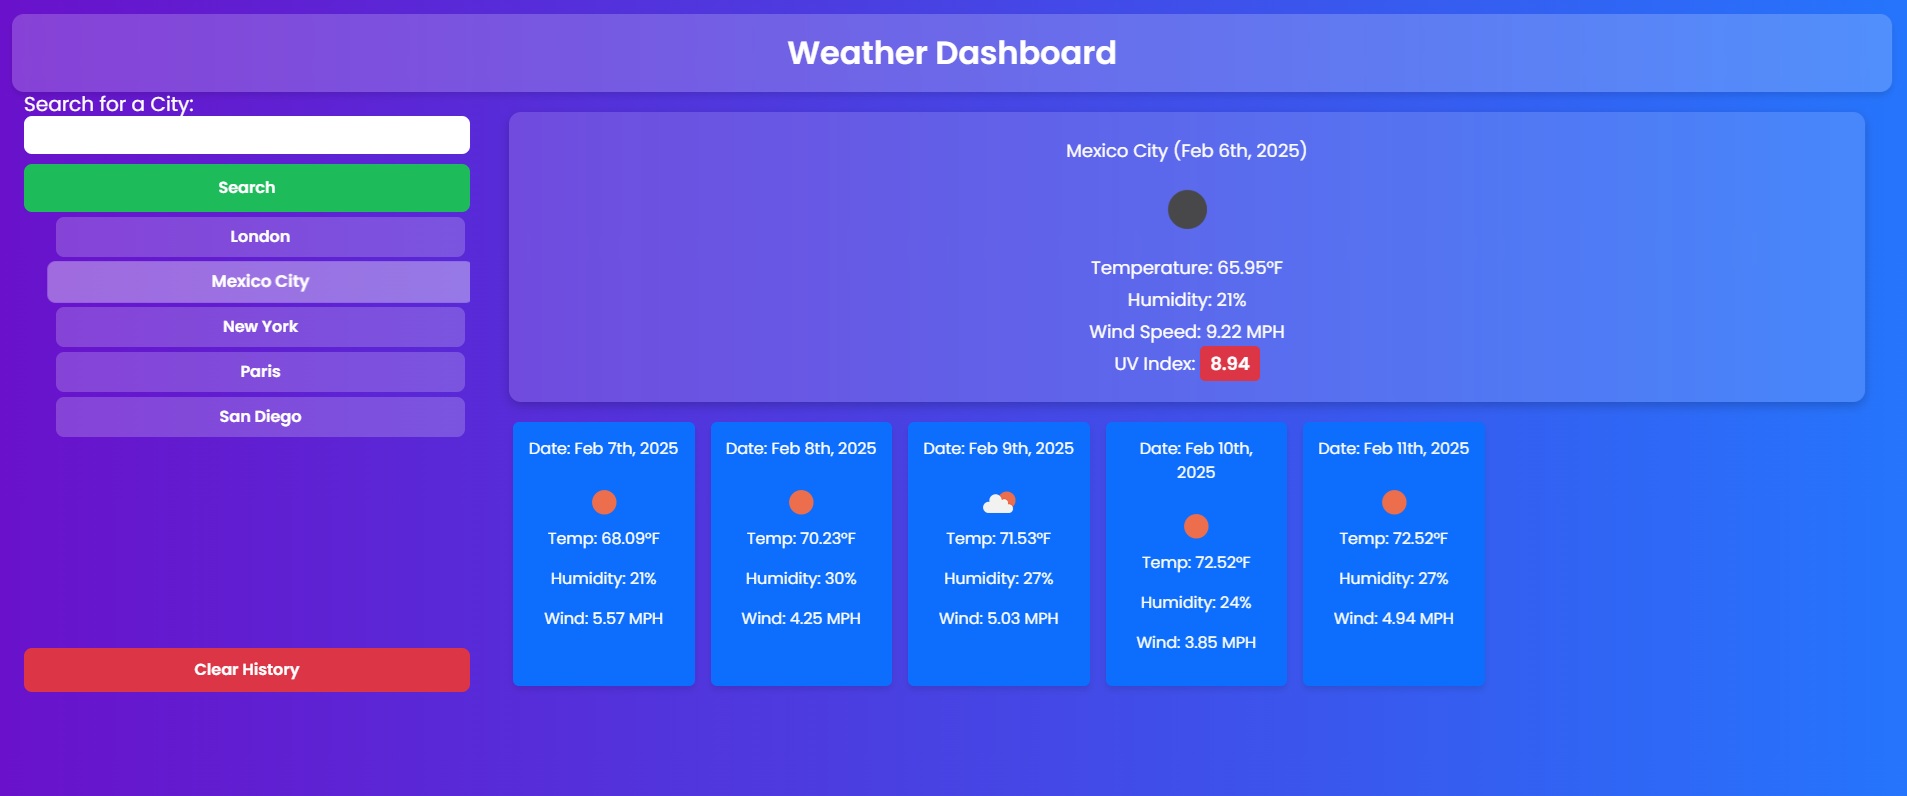 Weather Dashboard
Search for a City:
Search
London
Mexico City
New York
Paris
San Diego
Clear History
Mexico City (Feb 6th, 2025)
Temperature: 65.95°F
Humidity: 21%
Wind Speed: 9.22 MPH
UV Index: 8.94
Date: Feb 7th, 2025
Temp: 68.09°F
Humidity: 21%
Wind: 5.57 MPH
Date: Feb 8th, 2025
Temp: 70.23°F
Humidity: 30%
Wind: 4.25 MPH
Date: Feb 9th, 2025
Temp: 71.53°F
Humidity: 27%
Wind: 5.03 MPH
Date: Feb 10th,
2025
Temp: 72.52°F
Humidity: 24%
Wind: 3.85 MPH
Date: Feb 11th, 2025
Temp: 72.52°F
Humidity: 27%
Wind: 4.94 MPH